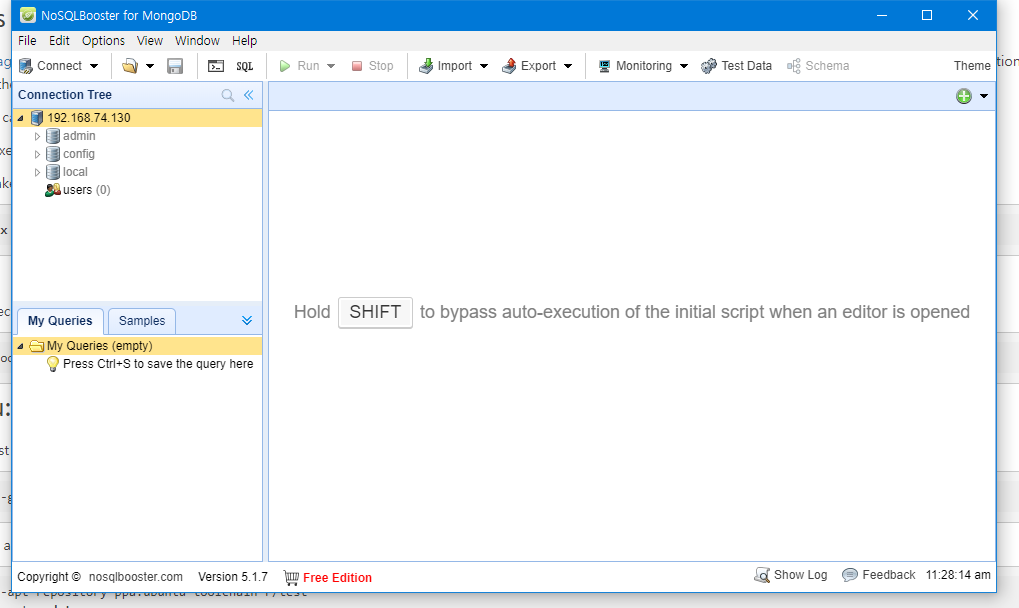 NoSQLBooster for MongoDB
File Edit Options View Window Help
Connect SQL Run Stop Import Export Monitoring Test Data Schema Theme
Connection Tree
192.168.74.130
admin
config
local
users (0)
Hold SHIFT to bypass auto-execution of the initial script when an editor is opened
My Queries Samples
My Queries (empty)
Press Ctrl+S to save the query here
Copyright © nosqlbooster.com Version 5.1.7 Free Edition Show Log Feedback 11:28:14 am